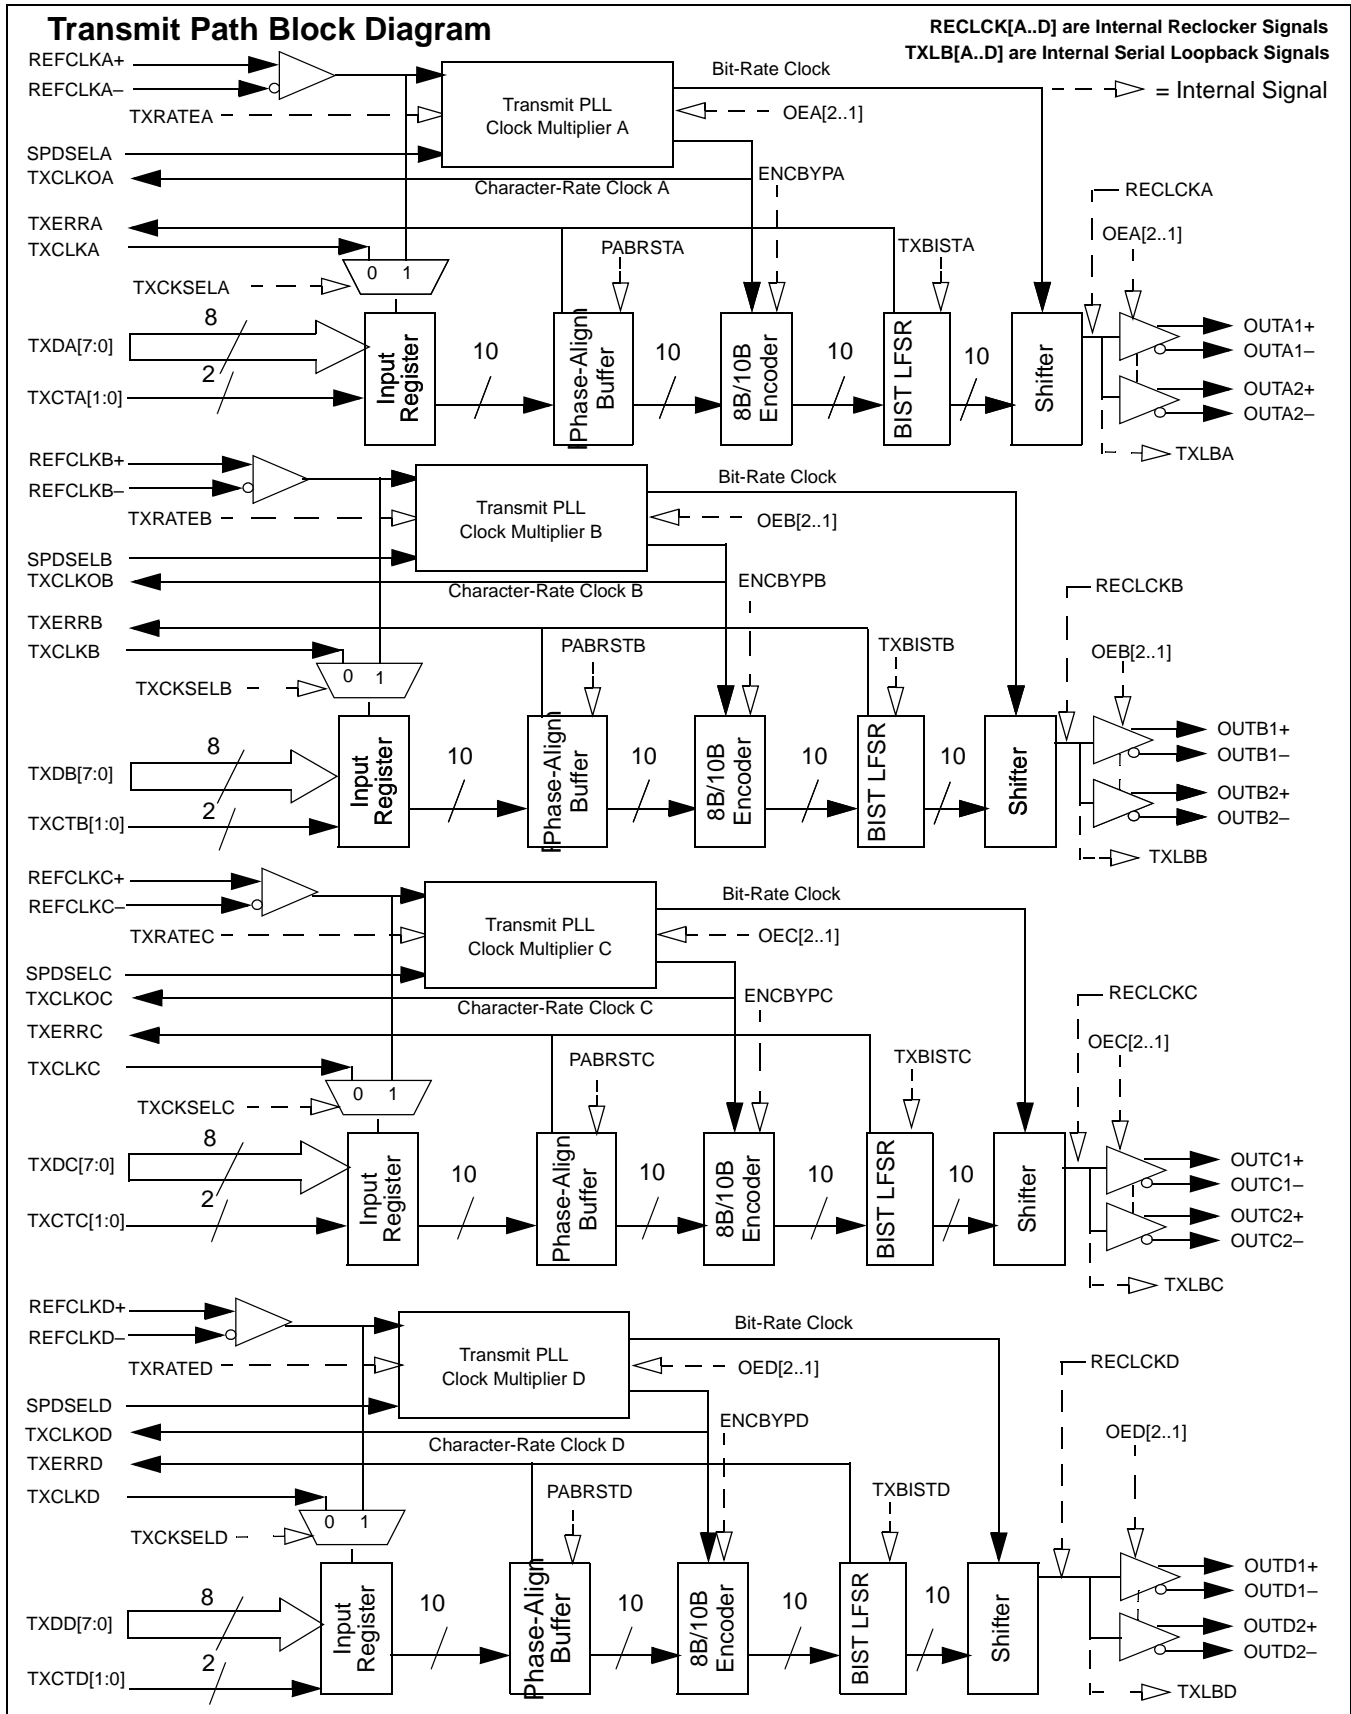 Transmit Path Block Diagram
RECLCK[A..D] are Internal Reclocker Signals
TXLB[A..D] are Internal Serial Loopback Signals
= Internal Signal
REFCLKA+
REFCLKA–
TXRATEA
SPDSELA
TXCLKOA
TXERRA
TXCLKA
TXCKSELA
TXDA[7:0]
TXCTA[1:0]
Transmit PLL
Clock Multiplier A
Bit-Rate Clock
OEA[2..1]
Character-Rate Clock A
ENCBYPA
PABRSTA
TXBISTA
RECLCKA
OEA[2..1]
0 1
8
2
Input
Register
10
Phase-Align
Buffer
10
8B/10B
Encoder
10
BIST LFSR
10
Shifter
OUTA1+
OUTA1–
OUTA2+
OUTA2–
TXLBA
REFCLKB+
REFCLKB–
TXRATEB
SPDSELB
TXCLKOB
TXERRB
TXCLKB
TXCKSELB
TXDB[7:0]
TXCTB[1:0]
Transmit PLL
Clock Multiplier B
Bit-Rate Clock
OEB[2..1]
Character-Rate Clock B
ENCBYPB
PABRSTB
TXBISTB
RECLCKB
OEB[2..1]
0 1
8
2
Input
Register
10
Phase-Align
Buffer
10
8B/10B
Encoder
10
BIST LFSR
10
Shifter
OUTB1+
OUTB1–
OUTB2+
OUTB2–
TXLBB
REFCLKC+
REFCLKC–
TXRATEC
SPDSELC
TXCLKOC
TXERRC
TXCLKC
TXCKSELC
TXDC[7:0]
TXCTC[1:0]
Transmit PLL
Clock Multiplier C
Bit-Rate Clock
OEC[2..1]
Character-Rate Clock C
ENCBYPC
PABRSTC
TXBISTC
RECLCKC
OEC[2..1]
0 1
8
2
Input
Register
10
Phase-Align
Buffer
10
8B/10B
Encoder
10
BIST LFSR
10
Shifter
OUTC1+
OUTC1–
OUTC2+
OUTC2–
TXLBC
REFCLKD+
REFCLKD–
TXRATED
SPDSELD
TXCLKOD
TXERRD
TXCLKD
TXCKSELD
TXDD[7:0]
TXCTD[1:0]
Transmit PLL
Clock Multiplier D
Bit-Rate Clock
OED[2..1]
Character-Rate Clock D
ENCBYPD
PABRSTD
TXBISTD
RECLCKD
OED[2..1]
0 1
8
2
Input
Register
10
Phase-Align
Buffer
10
8B/10B
Encoder
10
BIST LFSR
10
Shifter
OUTD1+
OUTD1–
OUTD2+
OUTD2–
TXLBD